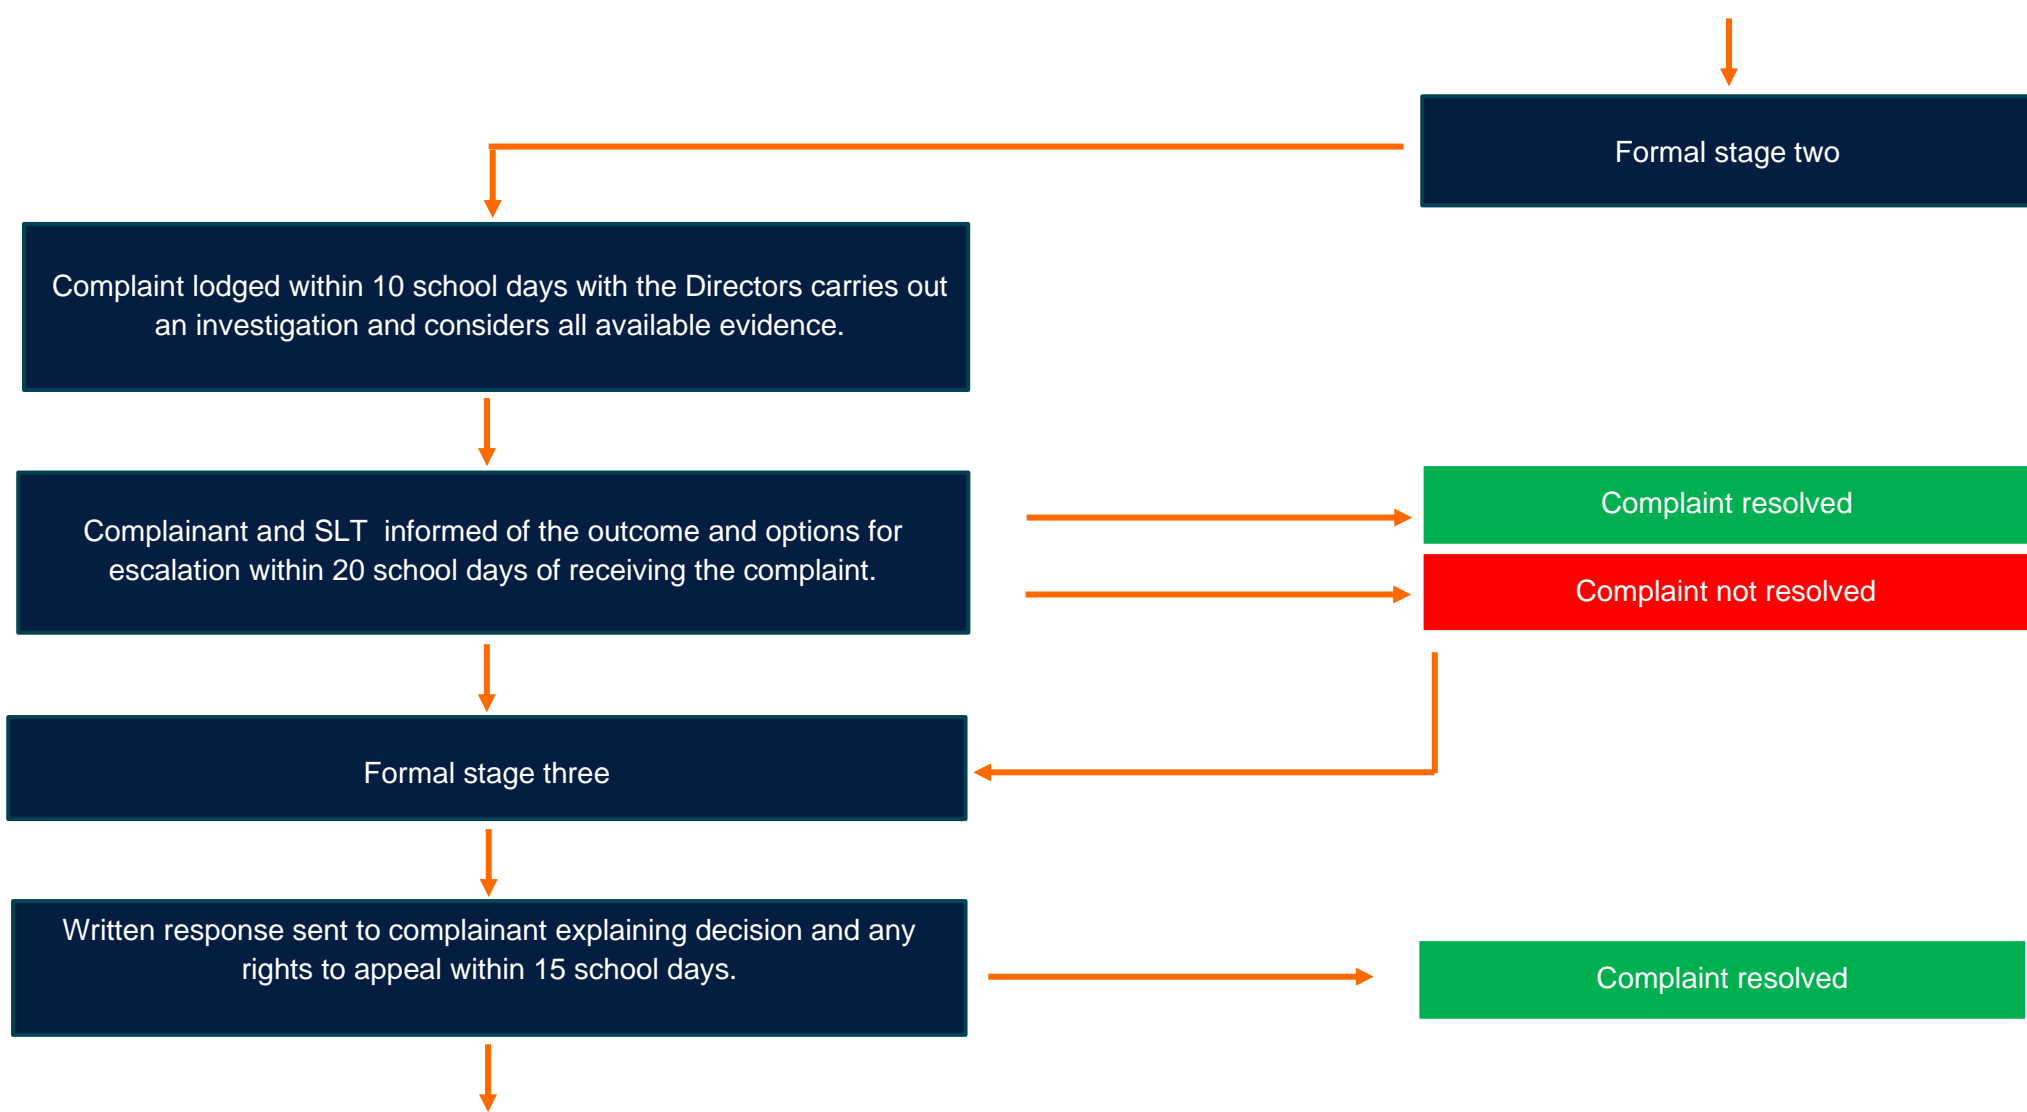 Formal stage two
Complaint lodged within 10 school days with the Directors carries out
an investigation and considers all available evidence.
Complainant and SLT  informed of the outcome and options for
escalation within 20 school days of receiving the complaint.
Complaint resolved
Complaint not resolved
Formal stage three
Written response sent to complainant explaining decision and any
rights to appeal within 15 school days.
Complaint resolved